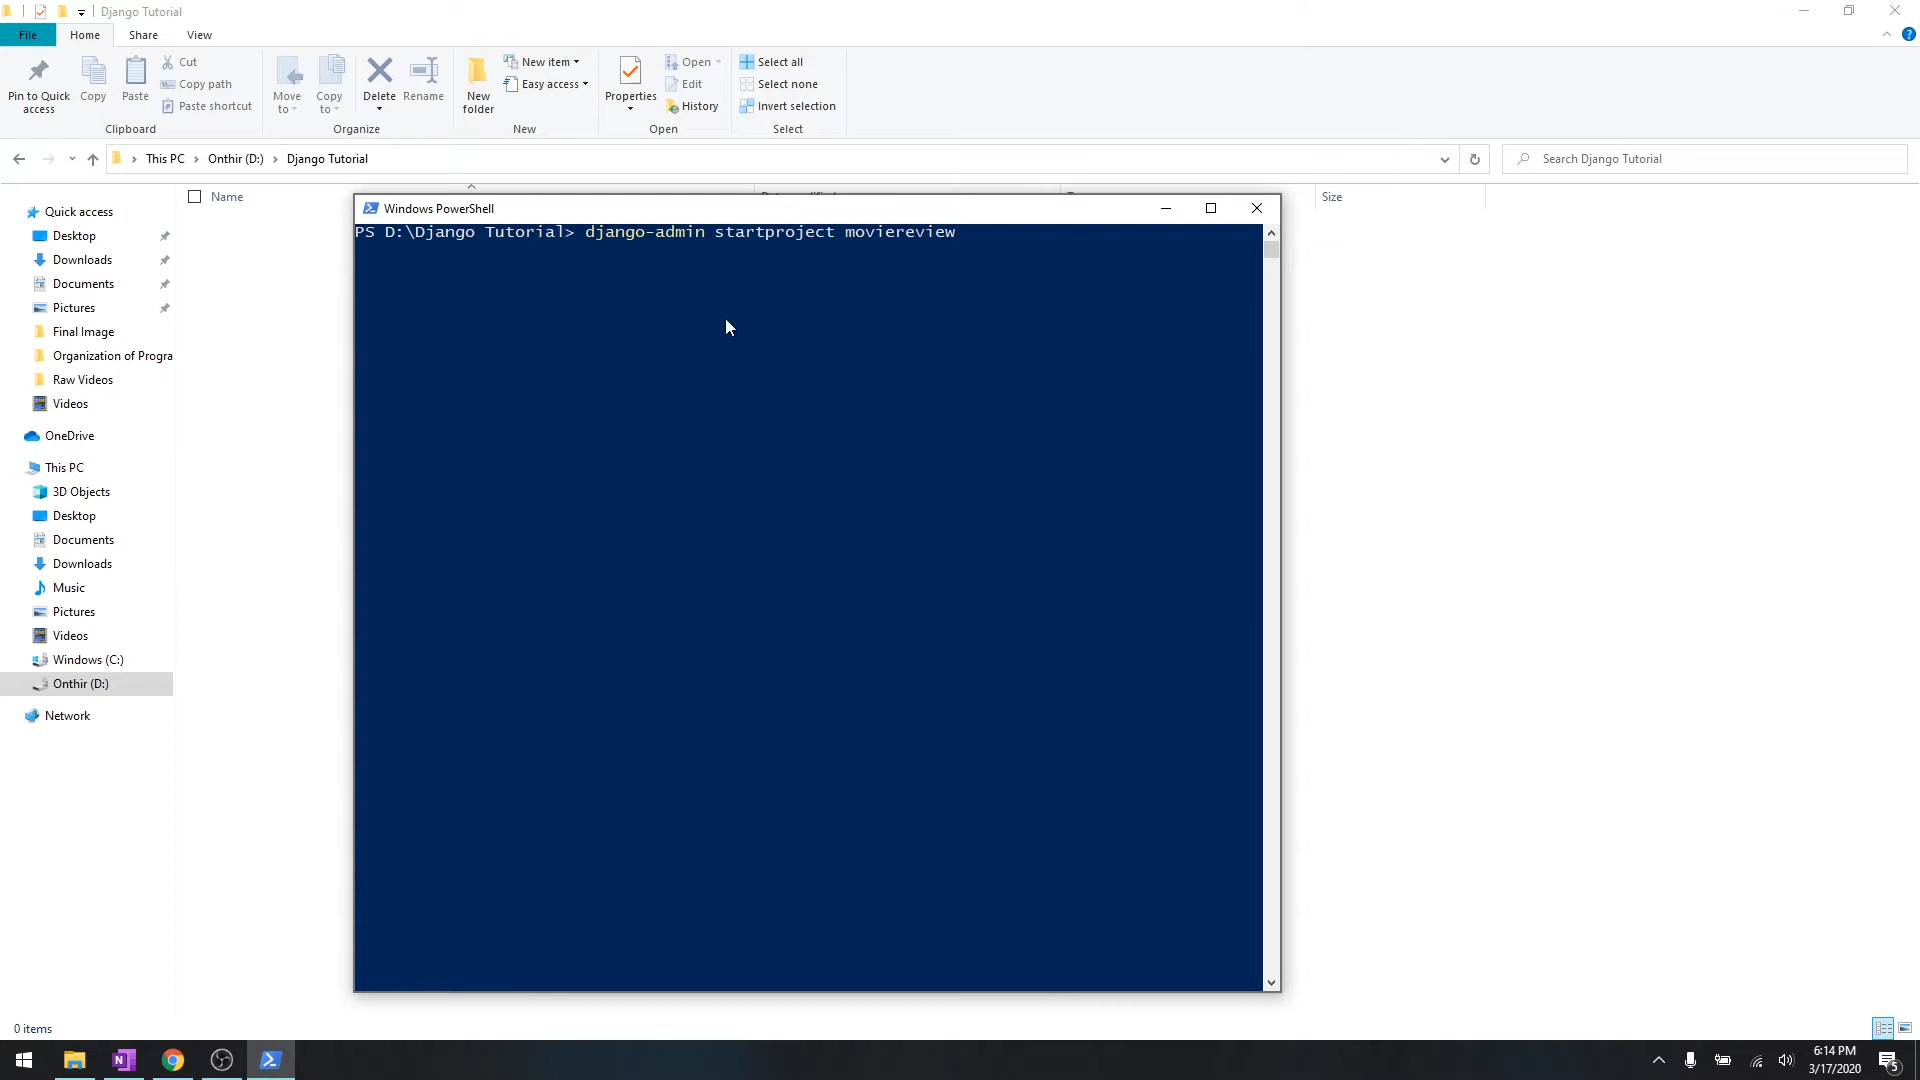 Django Tutorial
File Home Share View
Pin to Quick access
Copy
Paste
Cut
Copy path
Paste shortcut
Clipboard
Move to
Copy to
Delete
Rename
Organize
New folder
New item
Easy access
New
Properties
Open
Edit
History
Open
Select all
Select none
Invert selection
Select
This PC > Onthir (D:) > Django Tutorial
Search Django Tutorial
Name
Size
Quick access
Desktop
Downloads
Documents
Pictures
Final Image
Organization of Progra
Raw Videos
Videos
OneDrive
This PC
3D Objects
Desktop
Documents
Downloads
Music
Pictures
Videos
Windows (C:)
Onthir (D:)
Network
Windows PowerShell
PS D:\Django Tutorial> django-admin startproject moviereview
0 items
6:14 PM
3/17/2020
5